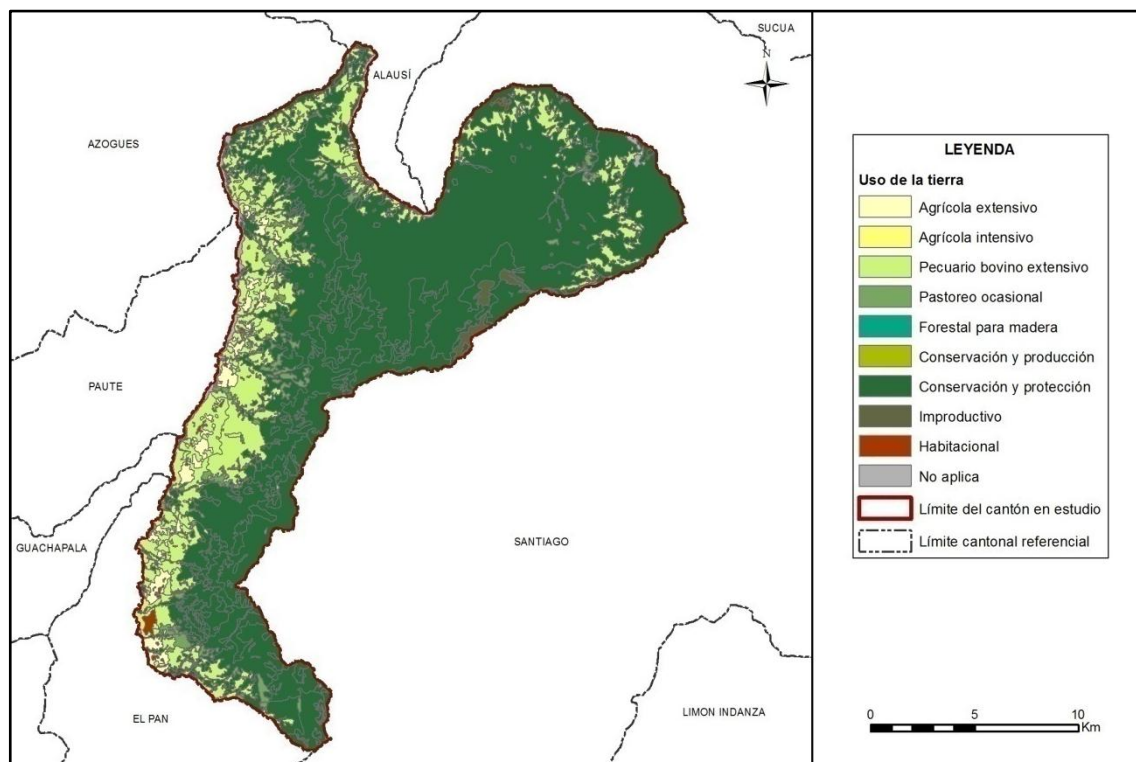 SUCUA
N
ALAUSÍ
AZOGUES
PAUTE
GUACHAPALA
SANTIAGO
EL PAN
LIMON INDANZA
LEYENDA
Uso de la tierra
Agrícola extensivo
Agrícola intensivo
Pecuario bovino extensivo
Pastoreo ocasional
Forestal para madera
Conservación y producción
Conservación y protección
Improductivo
Habitacional
No aplica
Límite del cantón en estudio
Límite cantonal referencial
0 5 10
Km